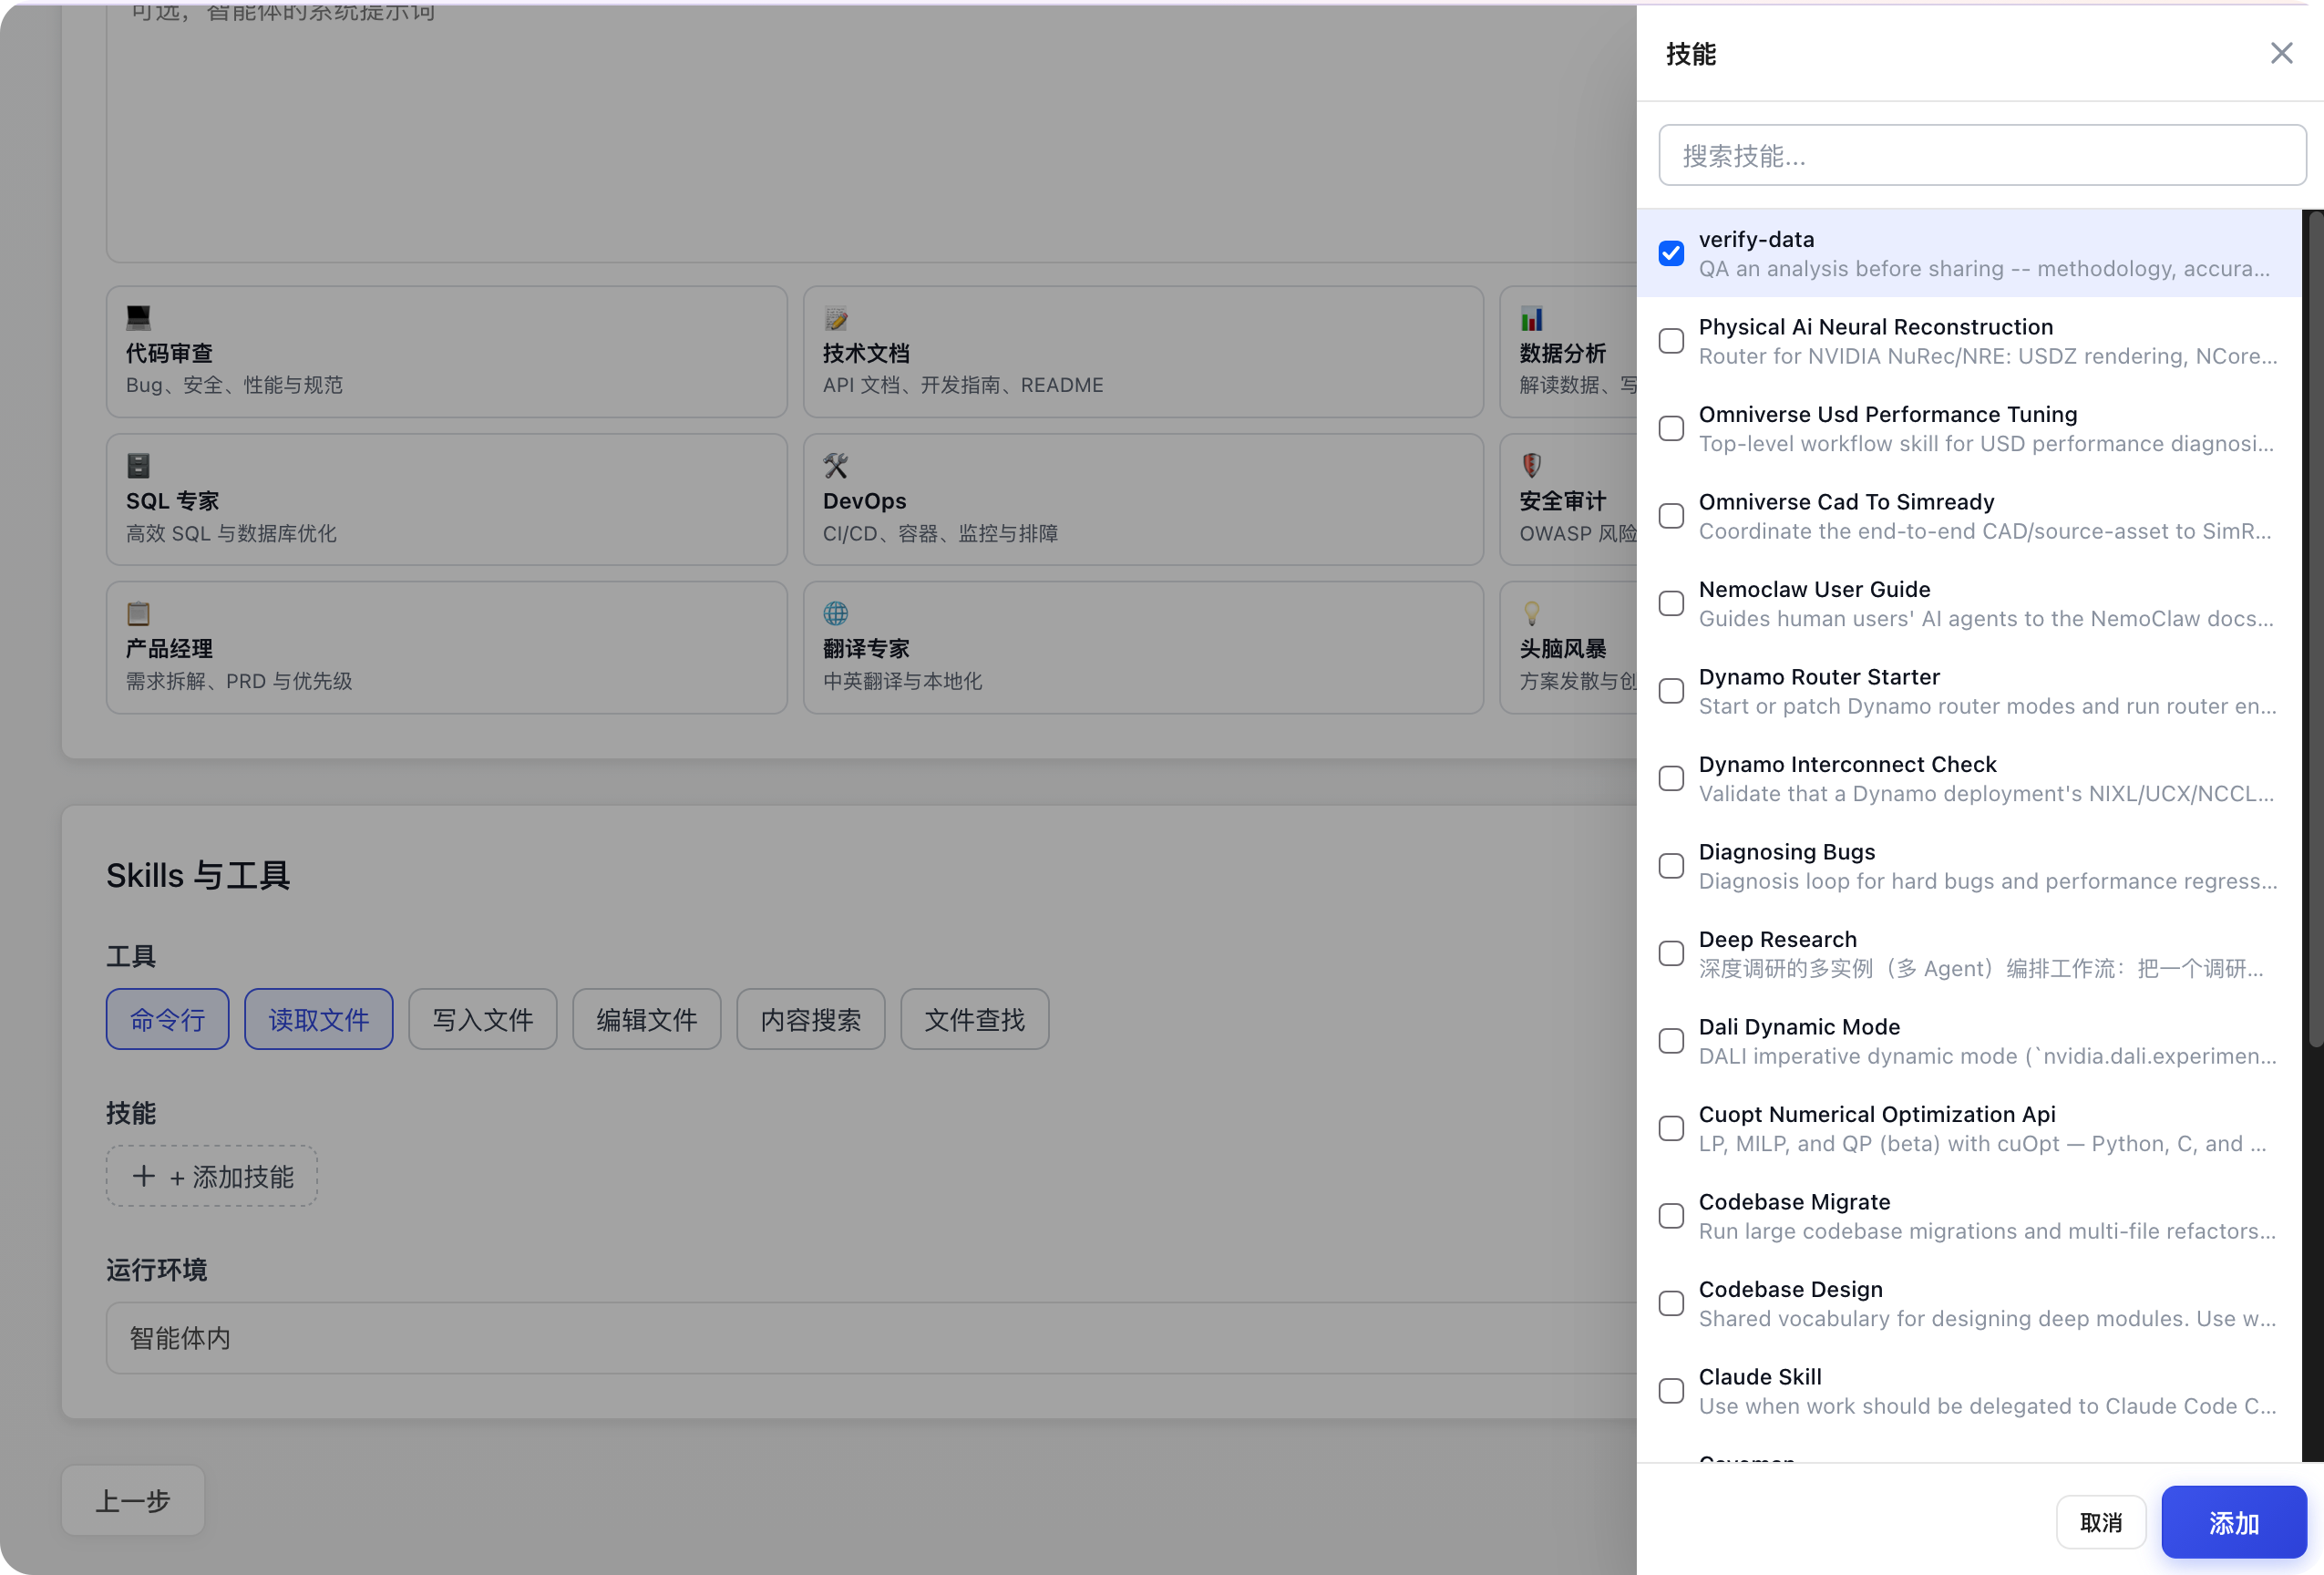 可选，智能体的系统提示词
代码审查
Bug、安全、性能与规范
技术文档
API 文档、开发指南、README
数据分析
解读数据、写
SQL 专家
高效 SQL 与数据库优化
DevOps
CI/CD、容器、监控与排障
安全审计
OWASP 风险
产品经理
需求拆解、PRD 与优先级
翻译专家
中英翻译与本地化
头脑风暴
方案发散与创
Skills 与工具
工具
命令行
读取文件
写入文件
编辑文件
内容搜索
文件查找
技能
+ 添加技能
运行环境
智能体内
上一步
技能
搜索技能...
verify-data
QA an analysis before sharing -- methodology, accura...
Physical Ai Neural Reconstruction
Router for NVIDIA NuRec/NRE: USDZ rendering, NCore...
Omniverse Usd Performance Tuning
Top-level workflow skill for USD performance diagnosi...
Omniverse Cad To Simready
Coordinate the end-to-end CAD/source-asset to SimR...
Nemoclaw User Guide
Guides human users' AI agents to the NemoClaw docs...
Dynamo Router Starter
Start or patch Dynamo router modes and run router en...
Dynamo Interconnect Check
Validate that a Dynamo deployment's NIXL/UCX/NCCL...
Diagnosing Bugs
Diagnosis loop for hard bugs and performance regress...
Deep Research
深度调研的多实例（多 Agent）编排工作流：把一个调研...
Dali Dynamic Mode
DALI imperative dynamic mode (`nvidia.dali.experimen...
Cuopt Numerical Optimization Api
LP, MILP, and QP (beta) with cuOpt — Python, C, and ...
Codebase Migrate
Run large codebase migrations and multi-file refactors...
Codebase Design
Shared vocabulary for designing deep modules. Use w...
Claude Skill
Use when work should be delegated to Claude Code C...
取消
添加